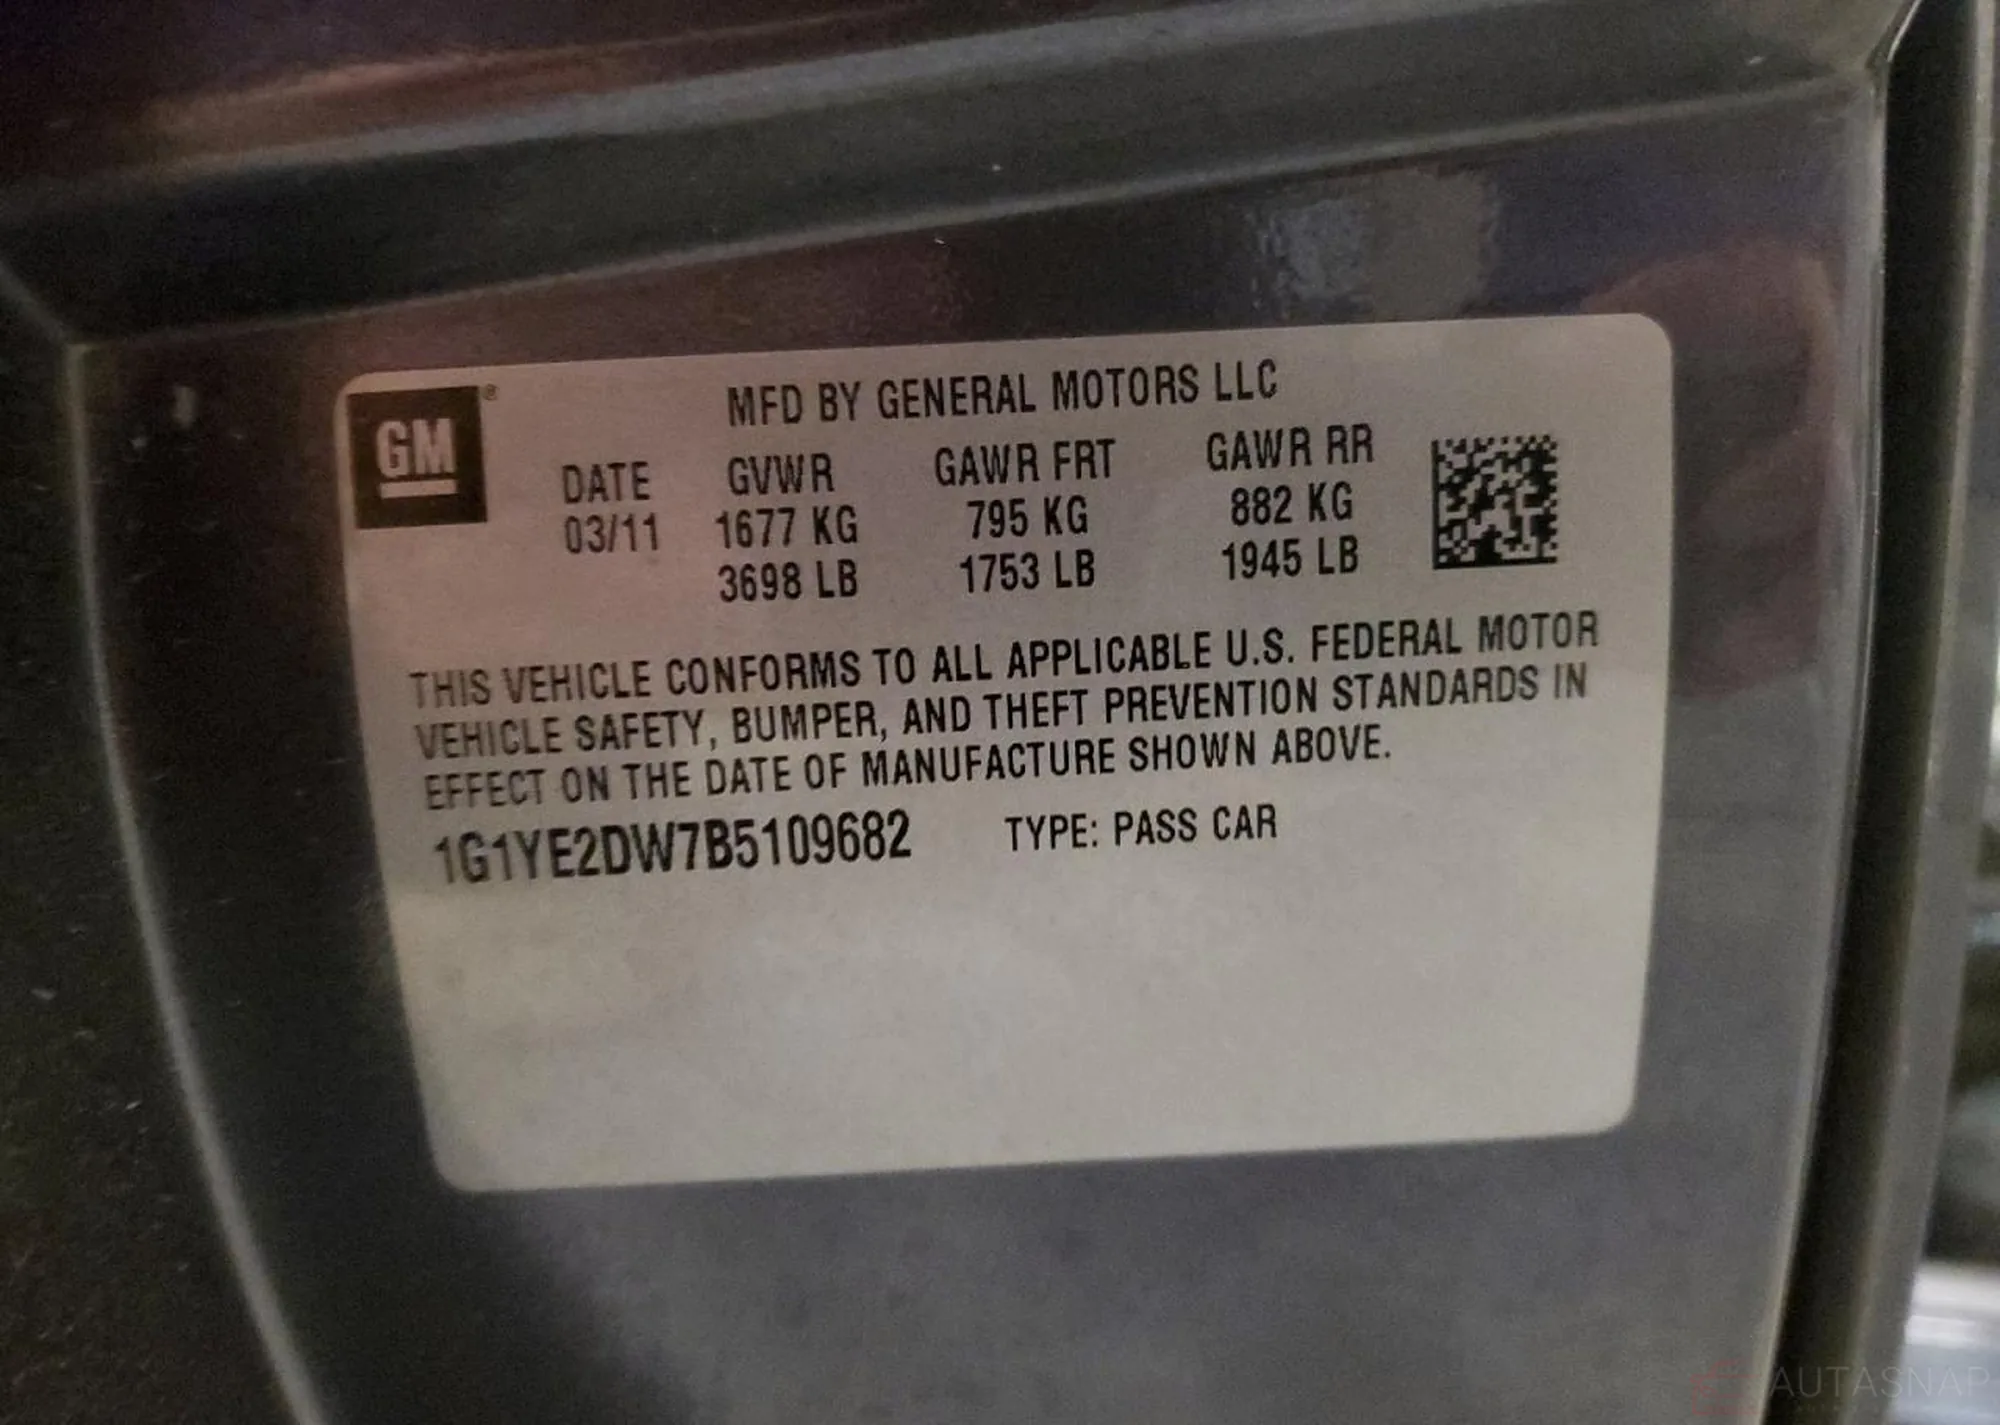 MFD BY GENERAL MOTORS LLC
GM®
DATE GVWR GAWR FRT GAWR RR
03/11 1677 KG 795 KG 882 KG
3698 LB 1753 LB 1945 LB
THIS VEHICLE CONFORMS TO ALL APPLICABLE U.S. FEDERAL MOTOR
VEHICLE SAFETY, BUMPER, AND THEFT PREVENTION STANDARDS IN
EFFECT ON THE DATE OF MANUFACTURE SHOWN ABOVE.
1G1YE2DW7B5109682 TYPE: PASS CAR
AUTASNAP